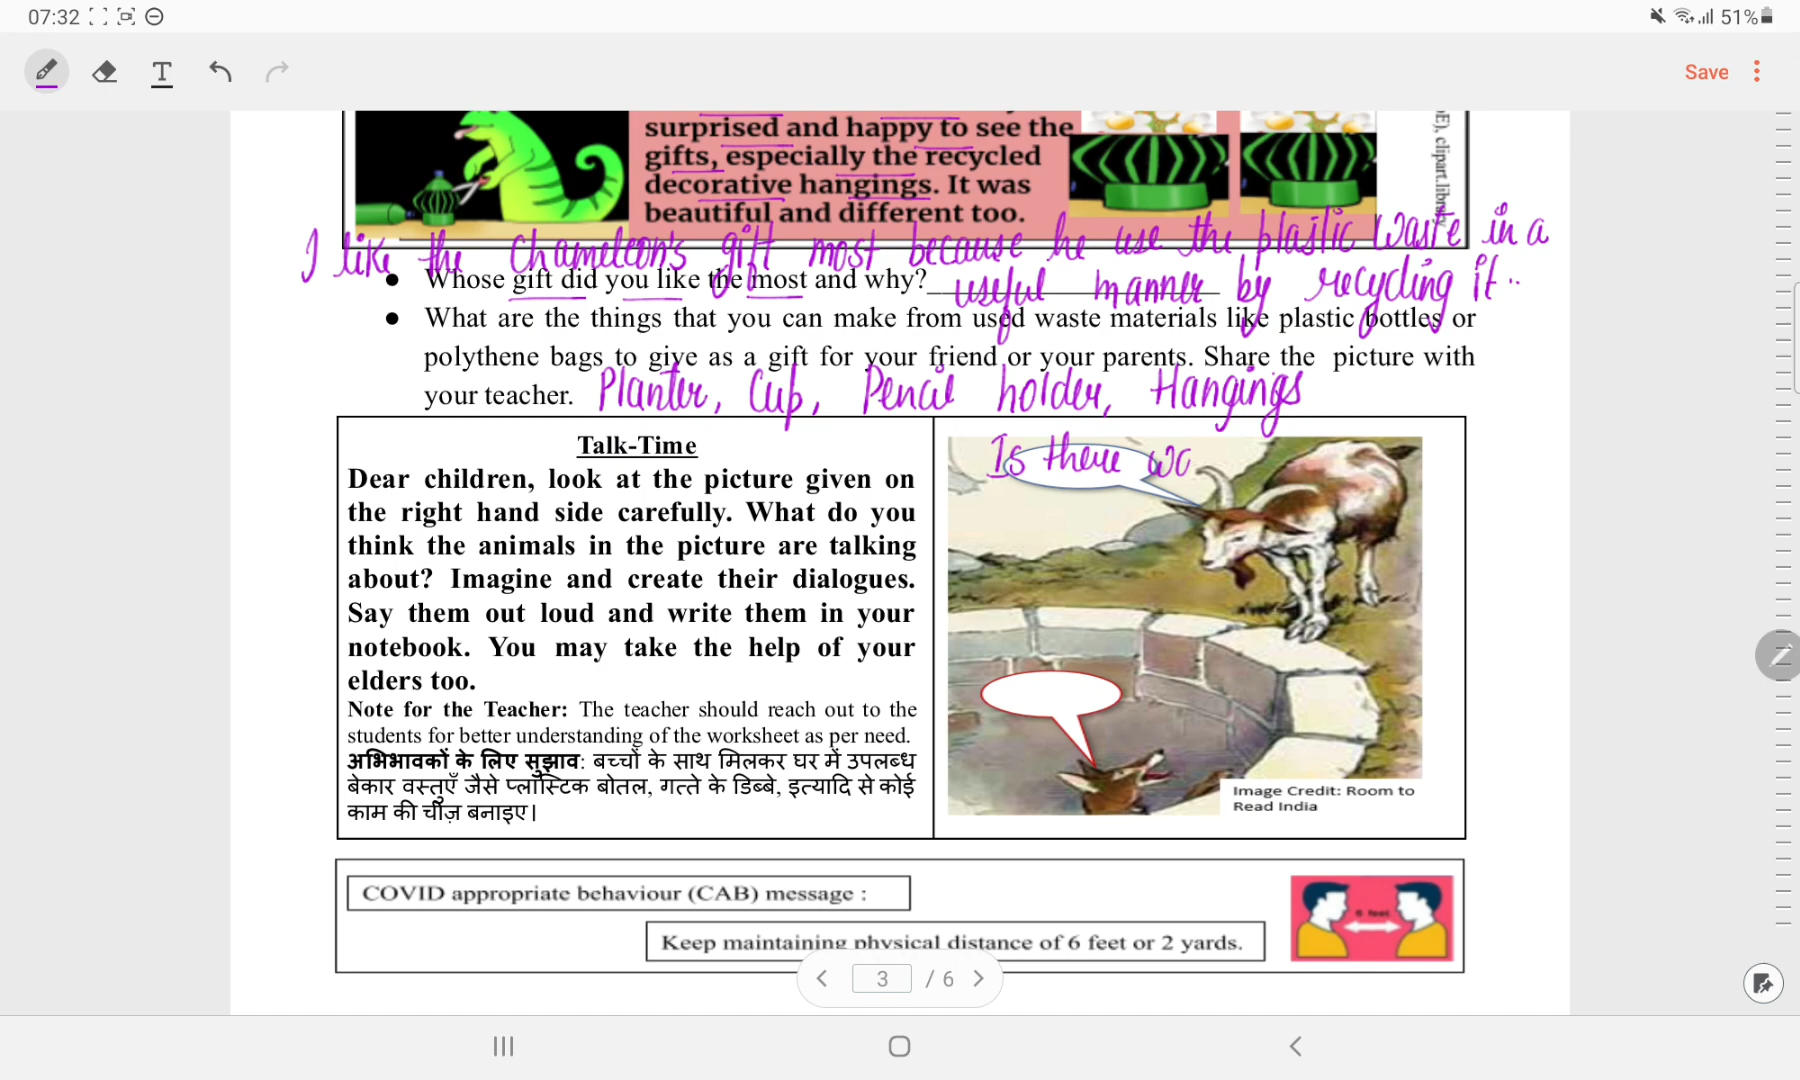 07:32
51%
T
Save
surprised and happy to see the
gifts, especially the recycled
decorative hangings. It was
beautiful and different too.
E), clipart.library
I like the Chameleon's gift most because he use the plastic waste in a
Whose gift did you like the most and why?
useful manner by recycling it..
What are the things that you can make from used waste materials like plastic bottles or
polythene bags to give as a gift for your friend or your parents. Share the picture with
your teacher. Planter, Cup, Pencil holder, Hangings
Talk-Time
Dear children, look at the picture given on
the right hand side carefully. What do you
think the animals in the picture are talking
about? Imagine and create their dialogues.
Say them out loud and write them in your
notebook. You may take the help of your
elders too.
Note for the Teacher: The teacher should reach out to the
students for better understanding of the worksheet as per need.
अभिभावकों के लिए सुझाव: बच्चों के साथ मिलकर घर में उपलब्ध
बेकार वस्तुएँ जैसे प्लास्टिक बोतल, गत्ते के डिब्बे, इत्यादि से कोई
काम की चीज़ बनाइए।
Is there wa
Image Credit: Room to
Read India
COVID appropriate behaviour (CAB) message :
Keep maintaining physical distance of 6 feet or 2 yards.
6 feet
3 / 6